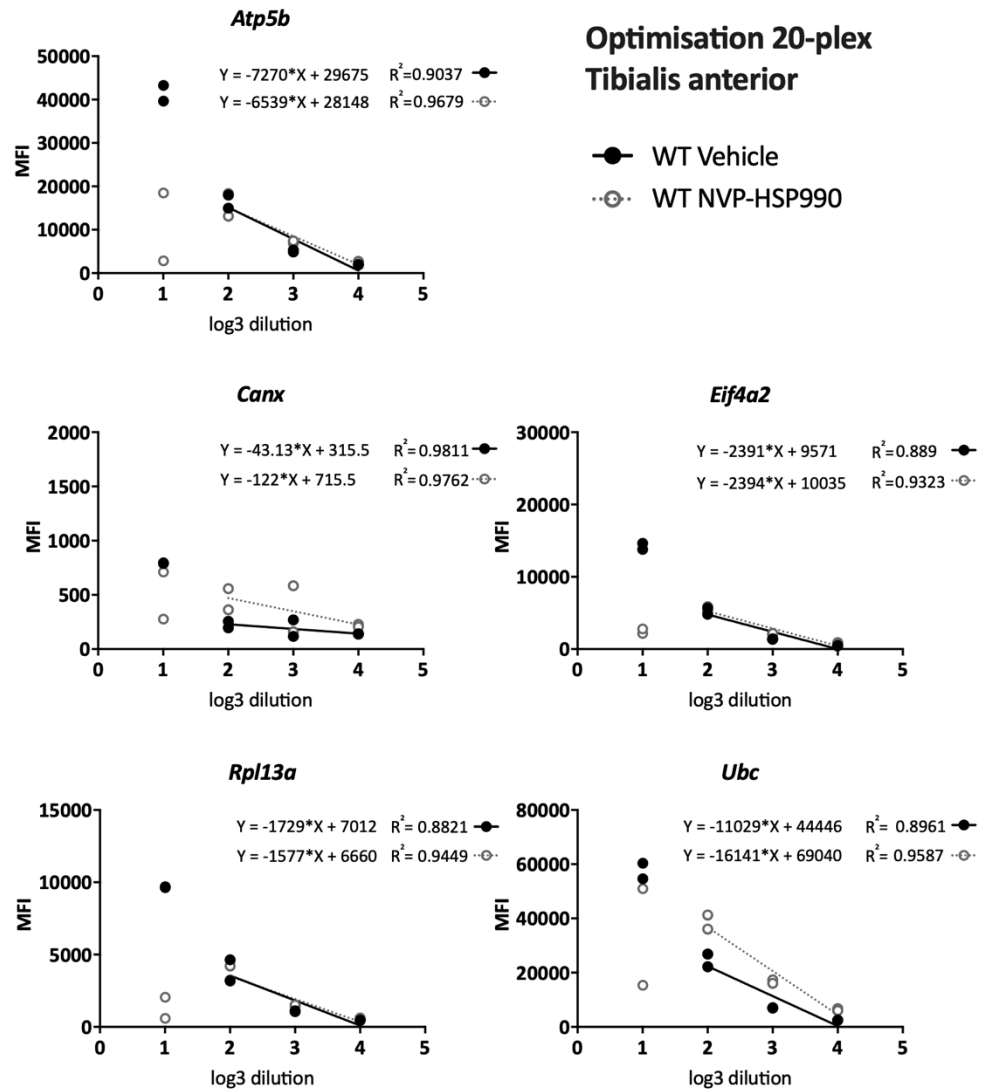 Atp5b
Optimisation 20-plex
Tibialis anterior
WT Vehicle
WT NVP-HSP990
50000
40000
30000
20000
10000
0
MFI
Y = -7270*X + 29675 R²=0.9037
Y = -6539*X + 28148 R²=0.9679
0 1 2 3 4 5
log3 dilution
Canx
2000
1500
1000
500
0
MFI
Y = -43.13*X + 315.5 R²=0.9811
Y = -122*X + 715.5 R²=0.9762
0 1 2 3 4 5
log3 dilution
Eif4a2
30000
20000
10000
0
MFI
Y = -2391*X + 9571 R²=0.889
Y = -2394*X + 10035 R²=0.9323
0 1 2 3 4 5
log3 dilution
Rpl13a
15000
10000
5000
0
MFI
Y = -1729*X + 7012 R²= 0.8821
Y = -1577*X + 6660 R²= 0.9449
0 1 2 3 4 5
log3 dilution
Ubc
80000
60000
40000
20000
0
MFI
Y = -11029*X + 44446 R²= 0.8961
Y = -16141*X + 69040 R²= 0.9587
0 1 2 3 4 5
log3 dilution